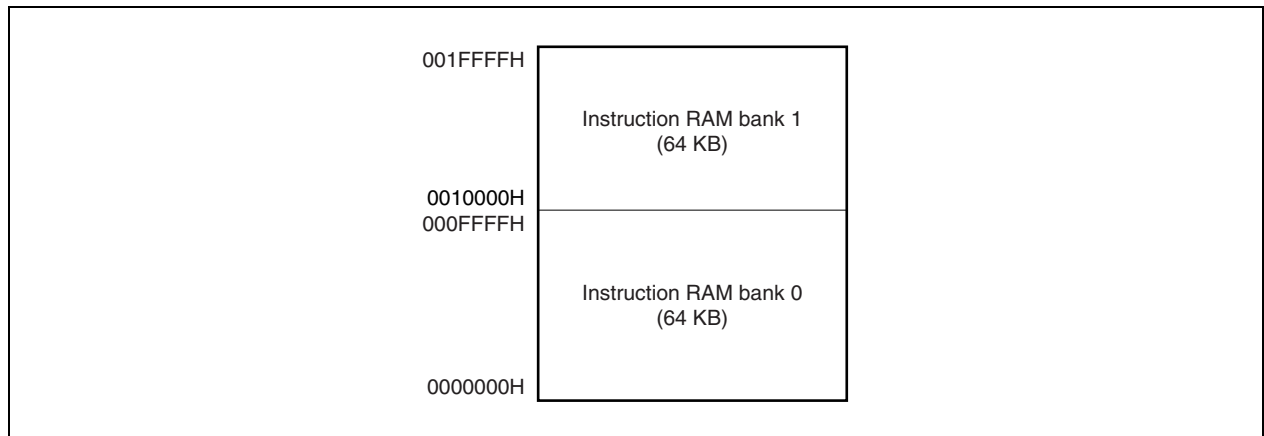 001FFFFH
Instruction RAM bank 1
(64 KB)
0010000H
000FFFFH
Instruction RAM bank 0
(64 KB)
0000000H